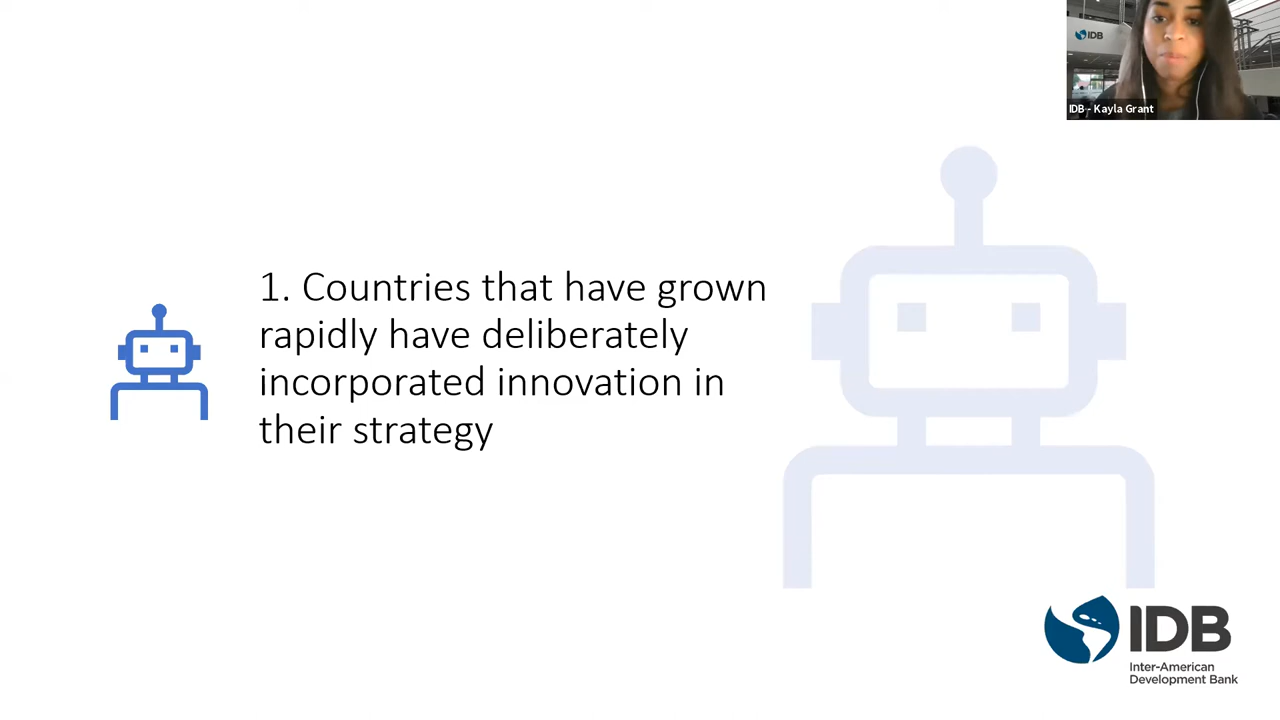 IDB
IDB - Kayla Grant
1. Countries that have grown
rapidly have deliberately
incorporated innovation in
their strategy
IDB
Inter-American
Development Bank